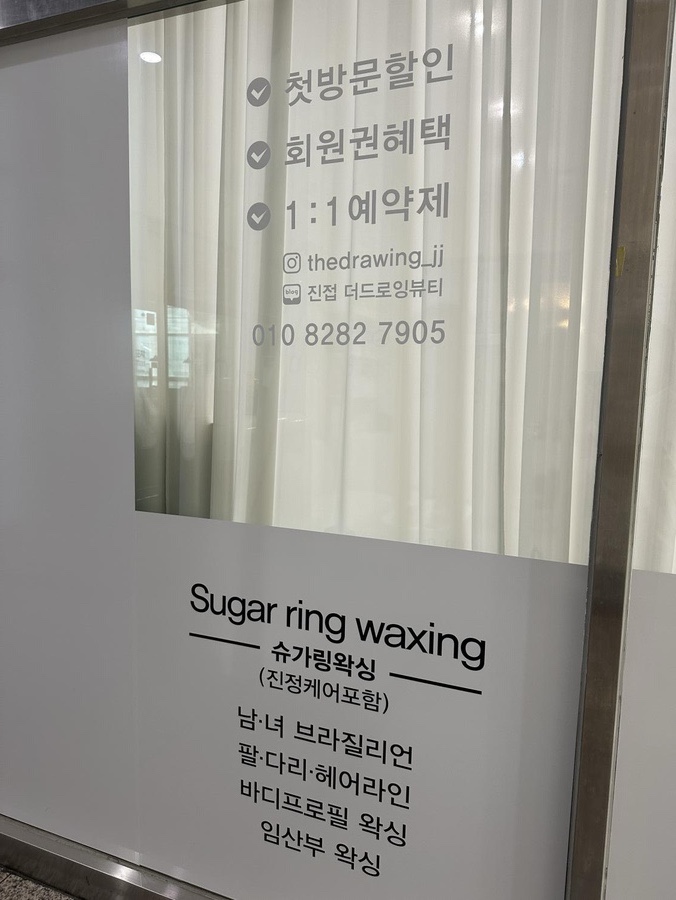 첫방문할인
회원권혜택
1:1예약제
thedrawing_jj
blog 진접 더드로잉뷰티
010 8282 7905
Sugar ring waxing
슈가링왁싱
(진정케어포함)
남·녀 브라질리언
팔·다리·헤어라인
바디프로필 왁싱
임산부 왁싱